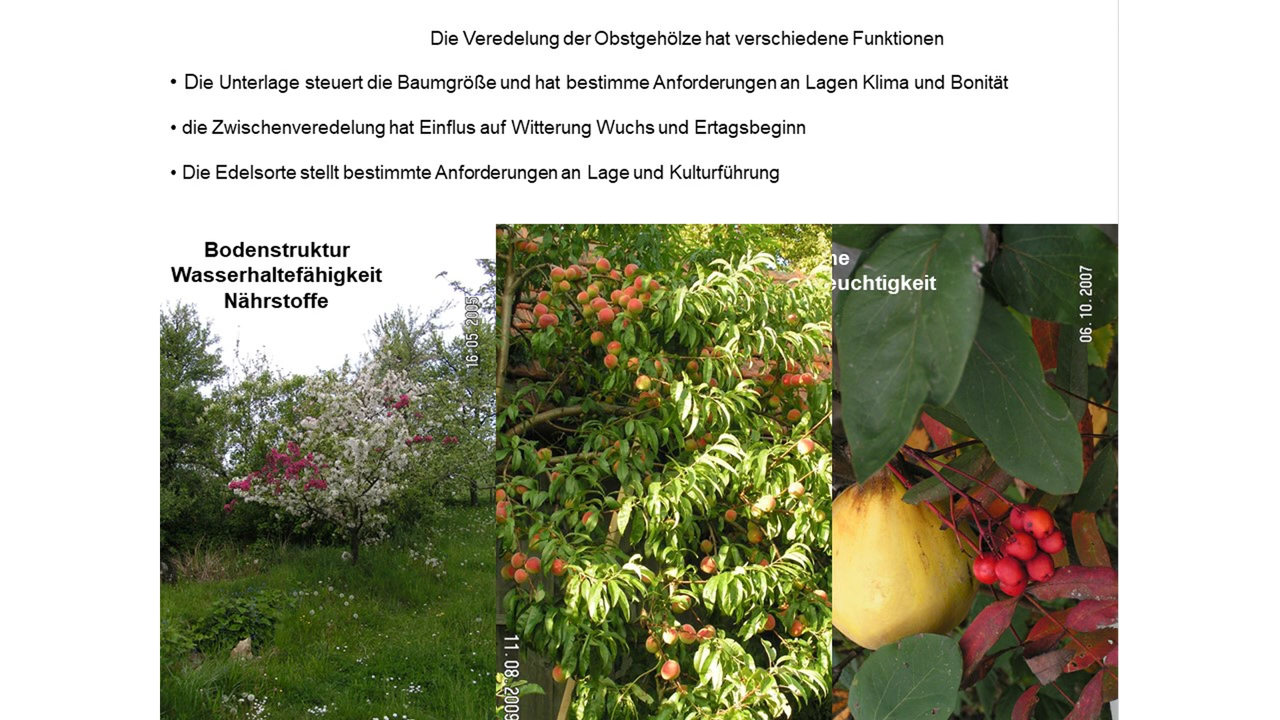 Die Veredelung der Obstgehölze hat verschiedene Funktionen
• Die Unterlage steuert die Baumgröße und hat bestimme Anforderungen an Lagen Klima und Bonität
• die Zwischenveredelung hat Einflus auf Witterung Wuchs und Ertagsbeginn
• Die Edelsorte stellt bestimmte Anforderungen an Lage und Kulturführung
Bodenstruktur
Wasserhaltefähigkeit
Nährstoffe
16 05 2005
11. 08. 2009
euchtigkeit
06. 10. 2007